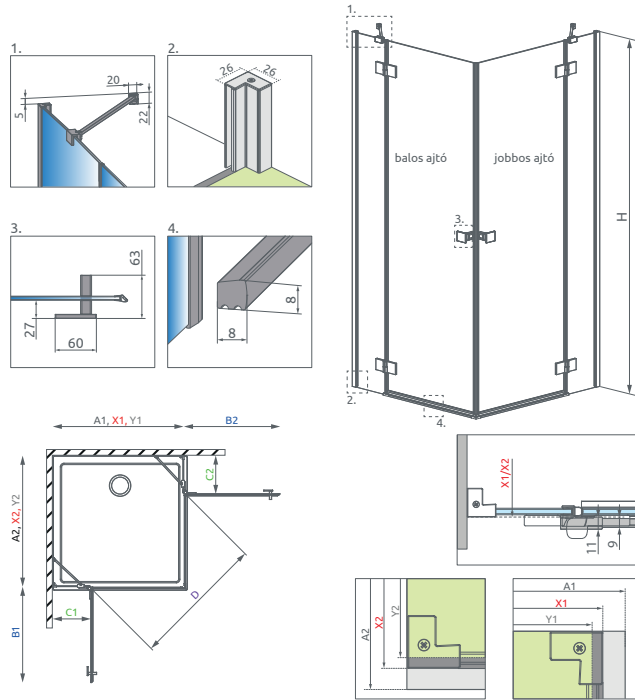 1.
20
5
22
2.
26
26
3.
63
27
60
4.
8
8
1.
balos ajtó
jobbos ajtó
H
3.
2.
4.
A1, X1, Y1
B2
A2, X2, Y2
C2
D
C1
B1
X1/X2
11
9
A2
X2
Y2
A1
X1
Y1